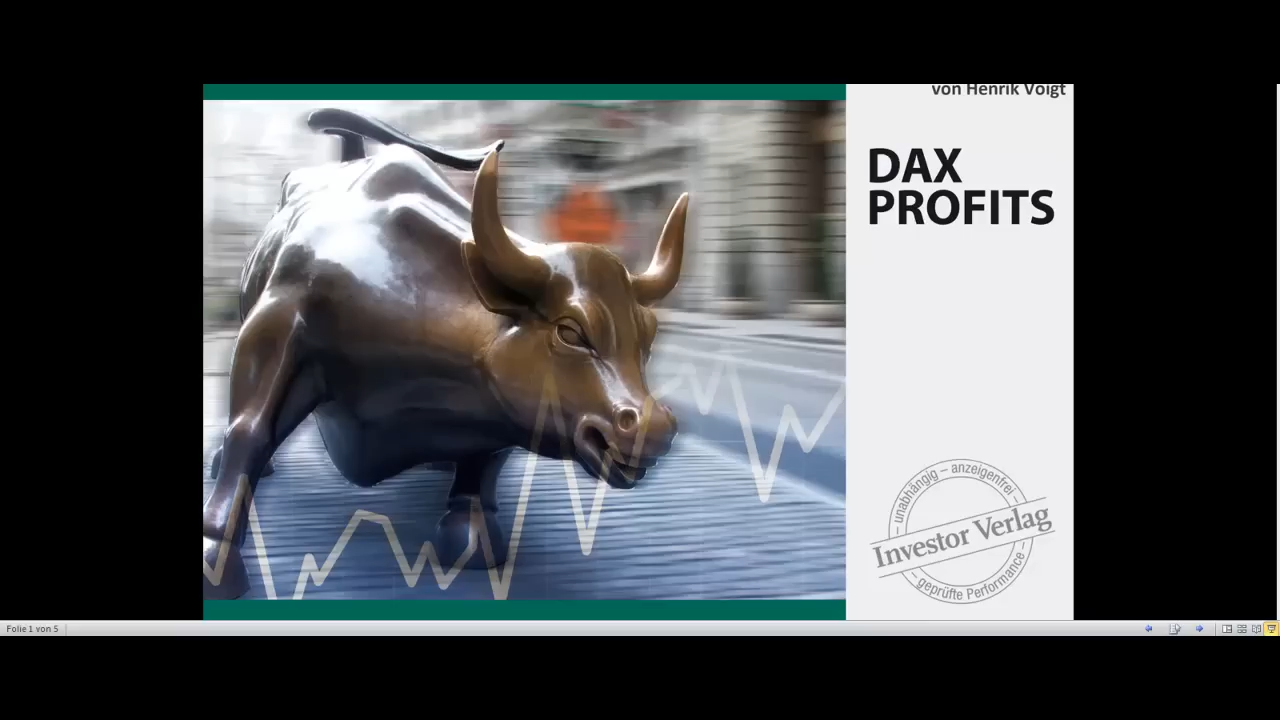 von Henrik Voigt
DAX
PROFITS
– unabhängig – anzeigenfrei –
Investor Verlag
– geprüfte Performance –
Folie 1 von 5